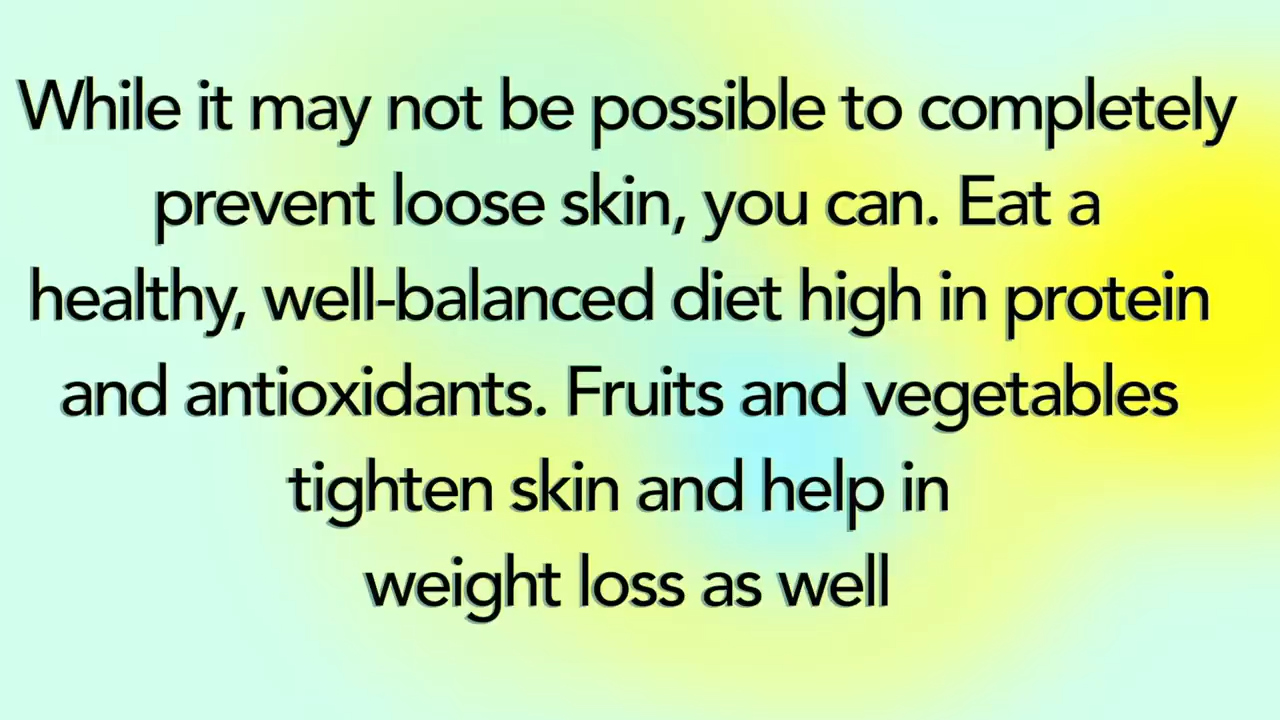 While it may not be possible to completely
prevent loose skin, you can. Eat a
healthy, well-balanced diet high in protein
and antioxidants. Fruits and vegetables
tighten skin and help in
weight loss as well